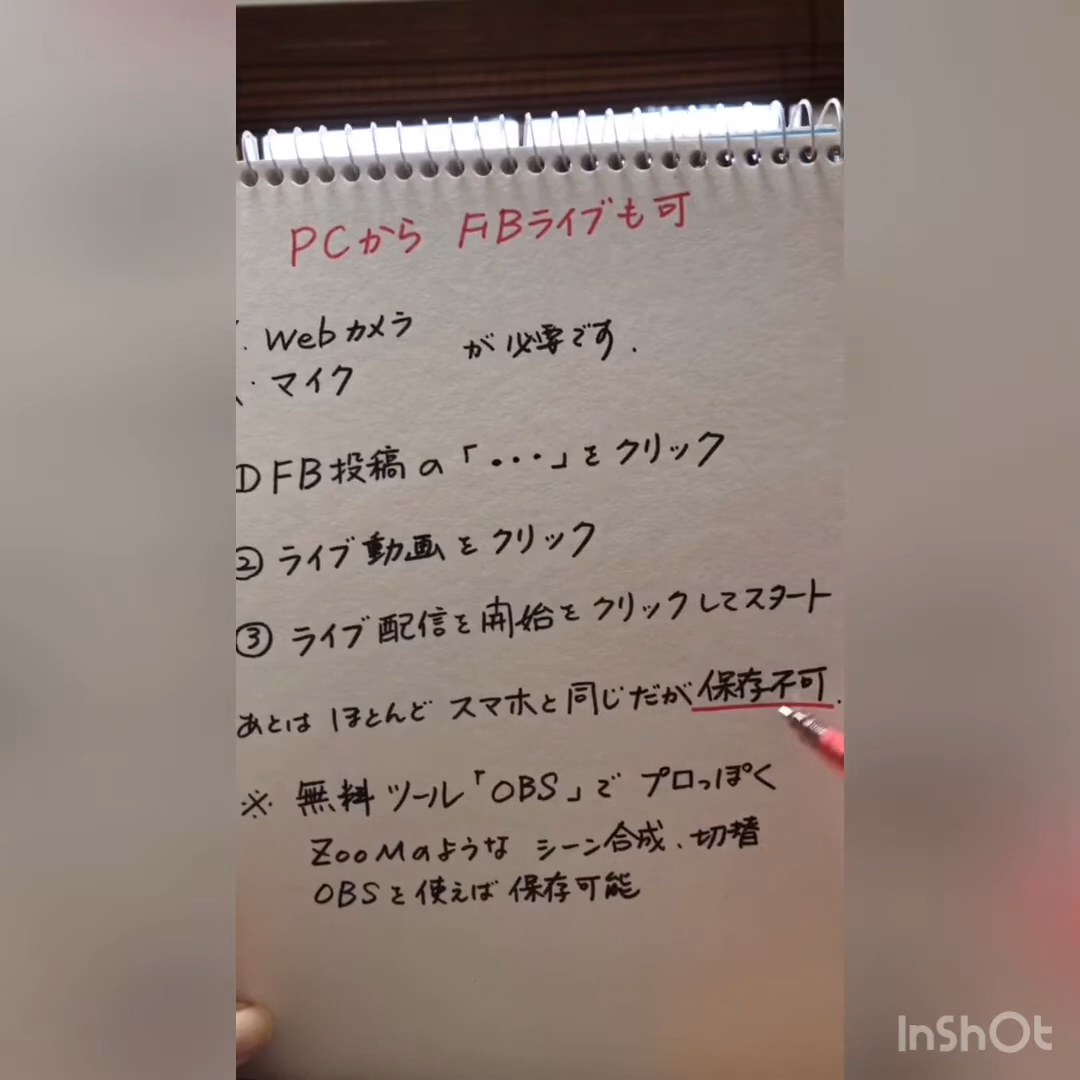 PCから FBライブも可
・Webカメラ
・マイク
が必要です.
① FB投稿の「・・・」をクリック
② ライブ動画をクリック
③ ライブ配信を開始をクリックしてスタート
あとは ほとんど スマホと同じだが保存不可.
※ 無料ツール「OBS」で プロっぽく
ZOOMのような シーン合成、切替
OBSを使えば 保存可能
InShOt